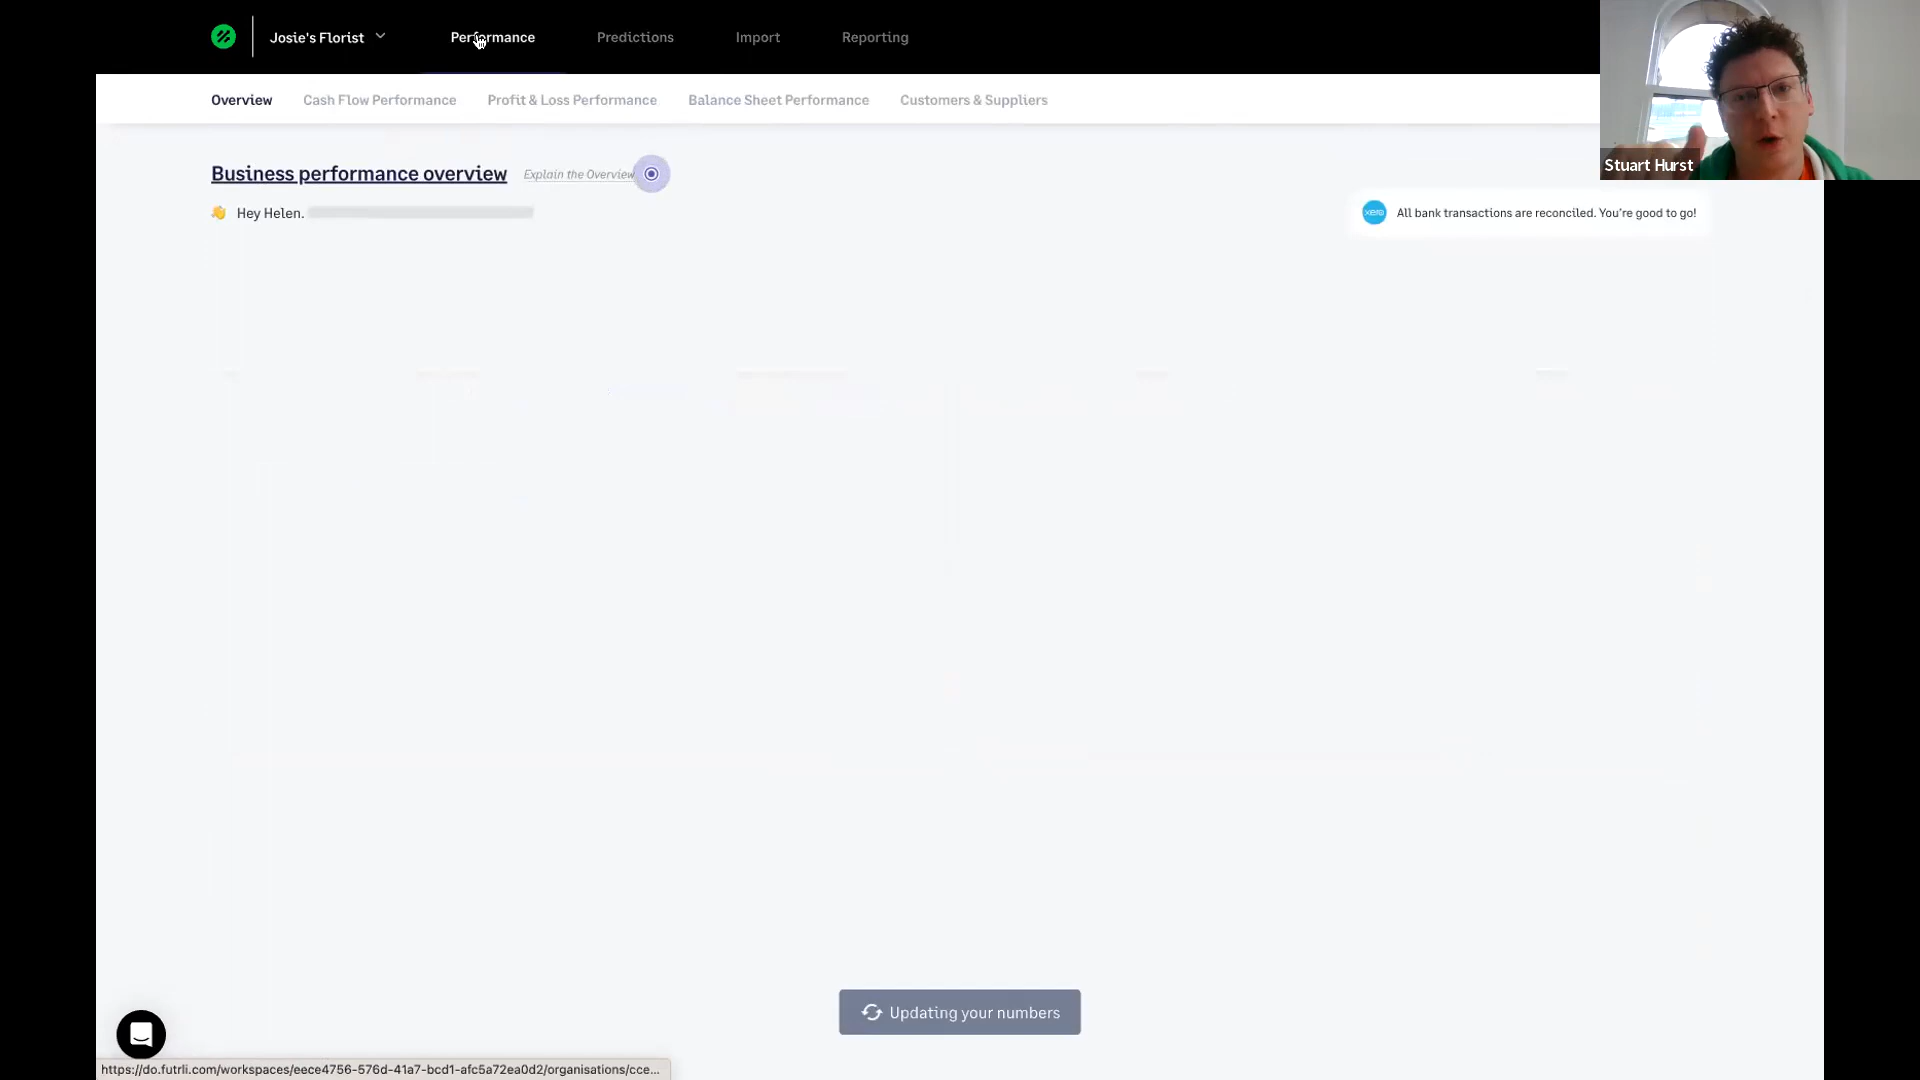 Josie's Florist
Performance
Predictions
Import
Reporting
Overview
Cash Flow Performance
Profit & Loss Performance
Balance Sheet Performance
Customers & Suppliers
Stuart Hurst
Business performance overview
Explain the Overview
👋 Hey Helen.
xero
All bank transactions are reconciled. You're good to go!
Updating your numbers
https://do.futrli.com/workspaces/eece4756-576d-41a7-bcd1-afc5a72ea0d2/organisations/cce...